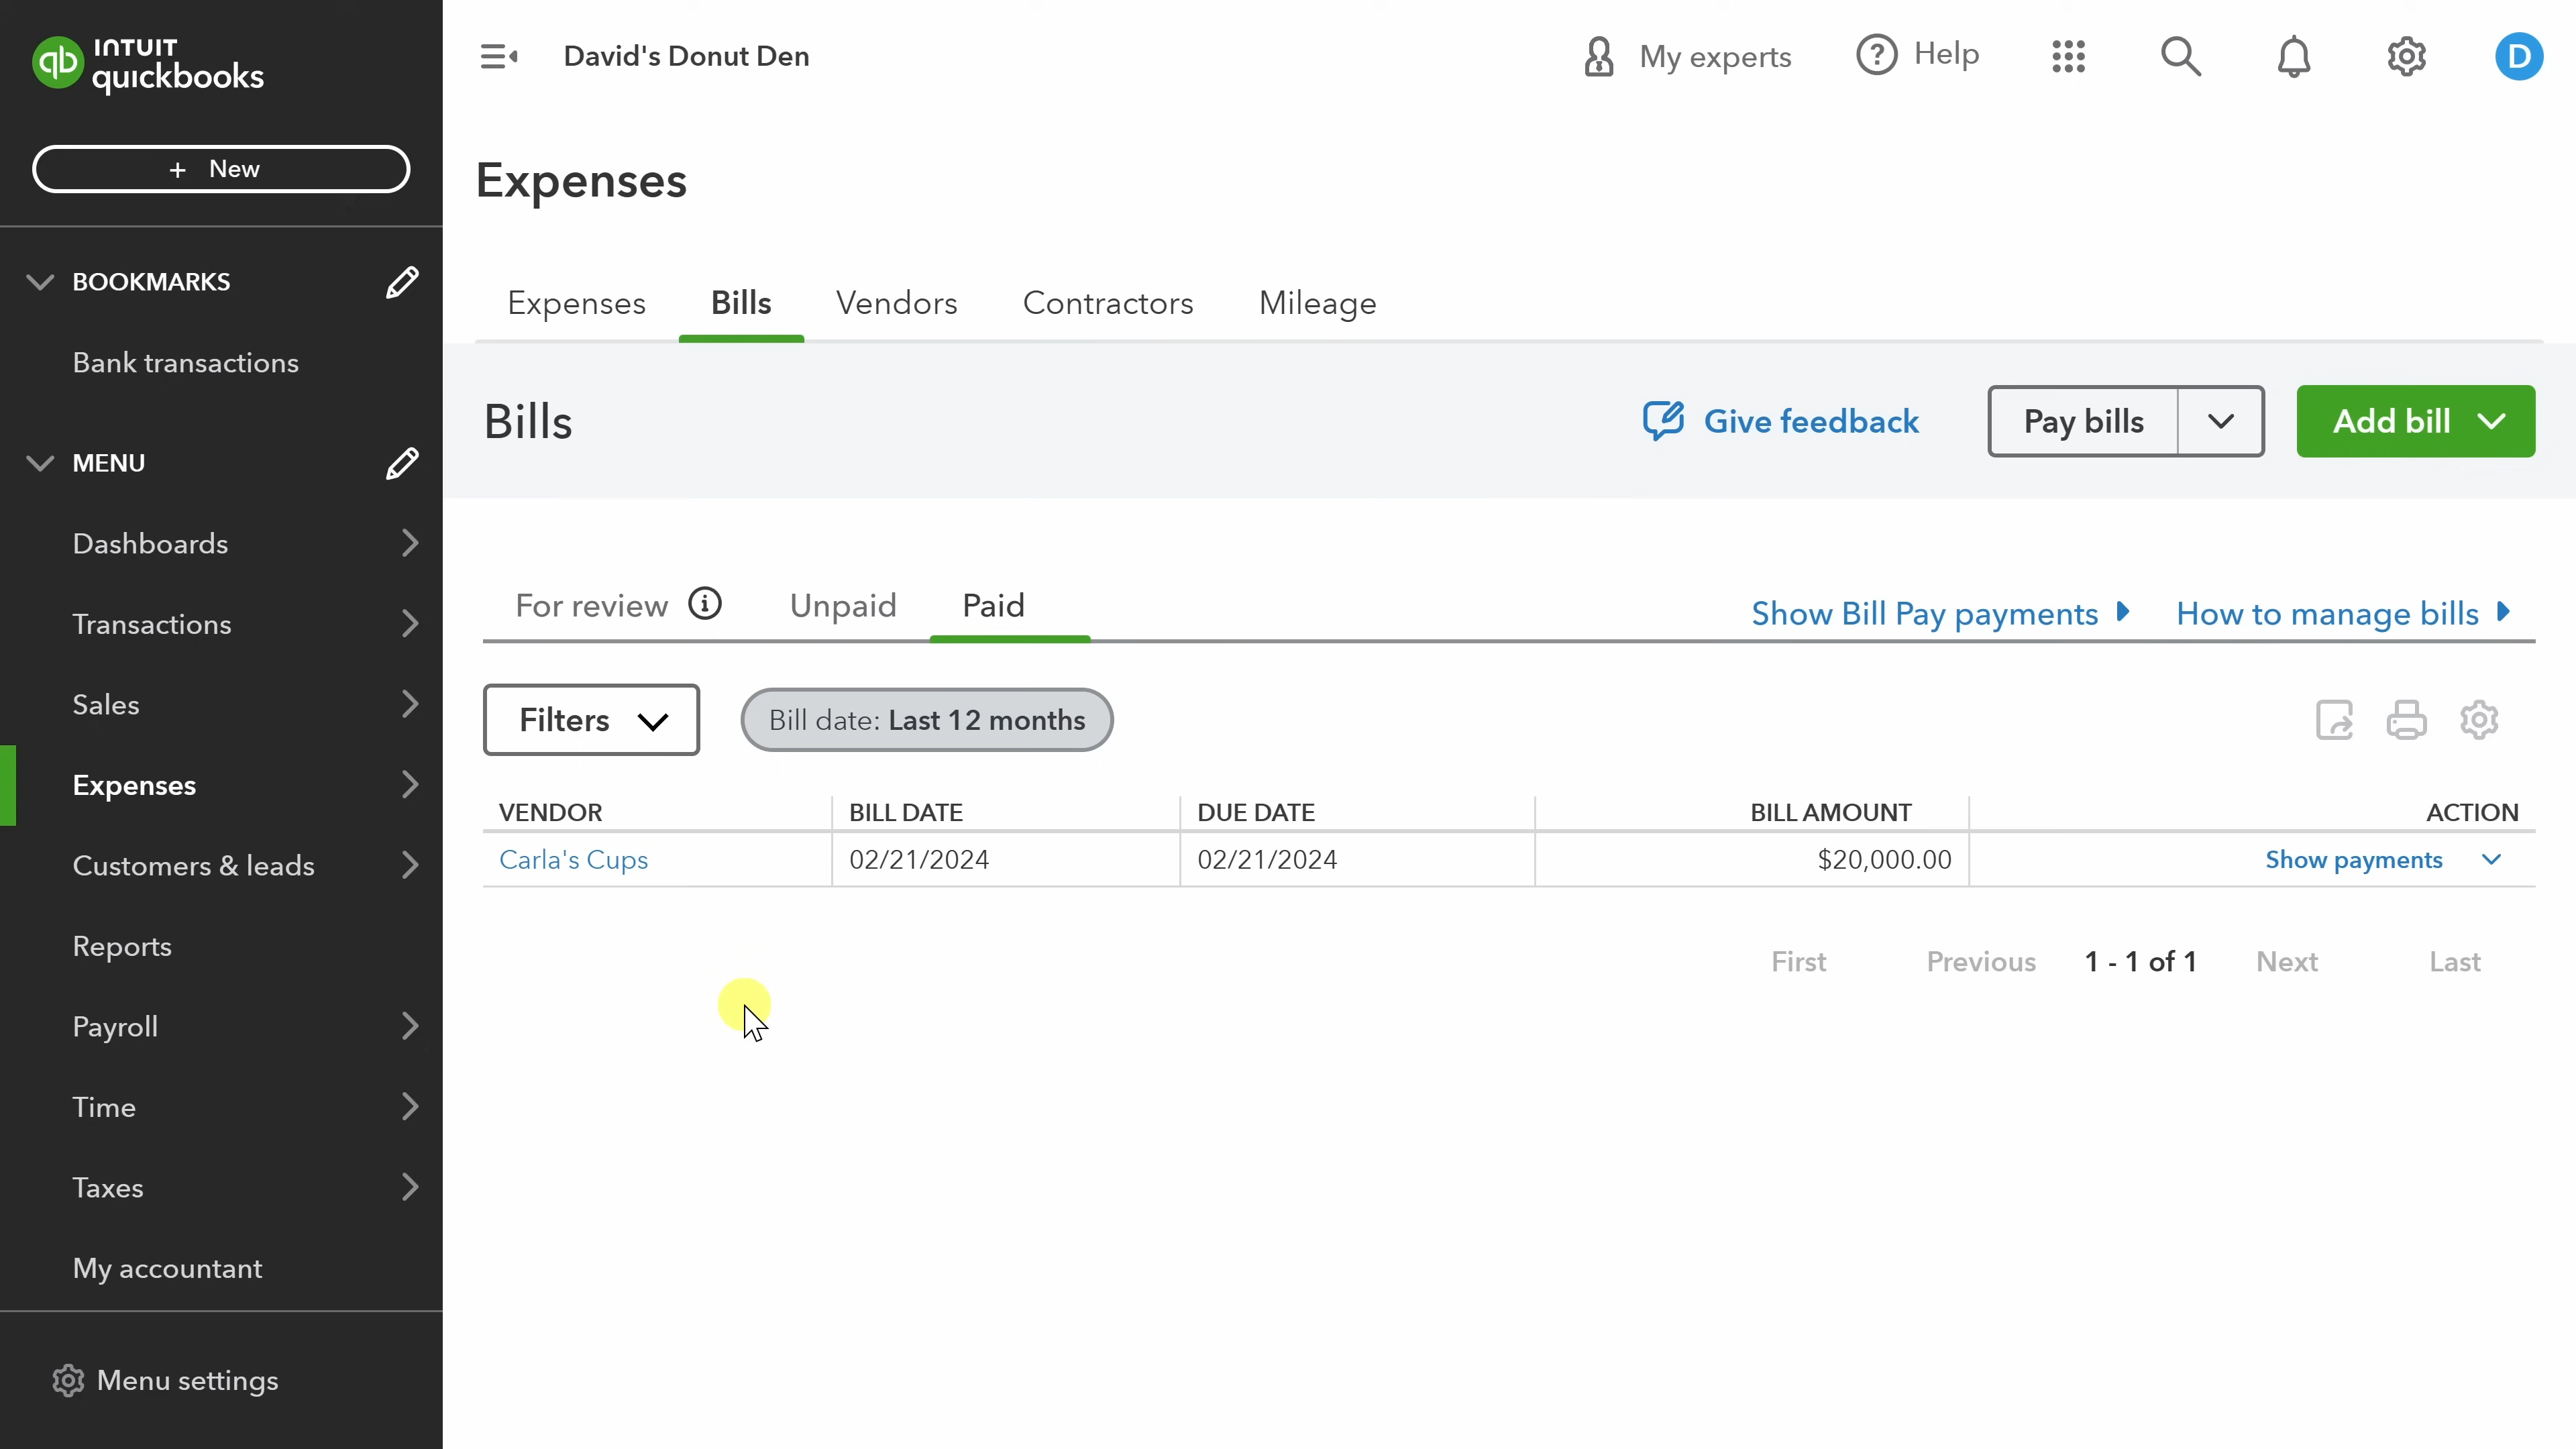 INTUIT
quickbooks
David's Donut Den
My experts
Help
D
+ New
Expenses
BOOKMARKS
Bank transactions
Expenses Bills Vendors Contractors Mileage
Bills
Give feedback
Pay bills
Add bill
MENU
Dashboards
Transactions
Sales
Expenses
Customers & leads
Reports
Payroll
Time
Taxes
My accountant
Menu settings
For review Unpaid Paid
Show Bill Pay payments
How to manage bills
Filters
Bill date: Last 12 months
VENDOR BILL DATE DUE DATE BILL AMOUNT ACTION
Carla's Cups 02/21/2024 02/21/2024 $20,000.00 Show payments
First Previous 1 - 1 of 1 Next Last